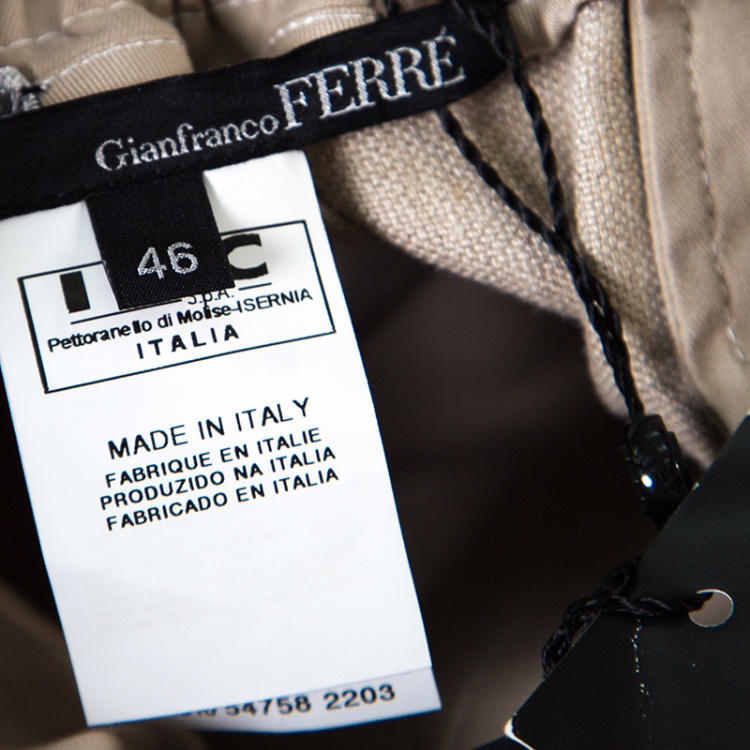 Gianfranco FERRÉ
46
S.p.A.
Pettoranello di Molise-ISERNIA
ITALIA
MADE IN ITALY
FABRIQUE EN ITALIE
PRODUZIDO NA ITALIA
FABRICADO EN ITALIA
54758 2203